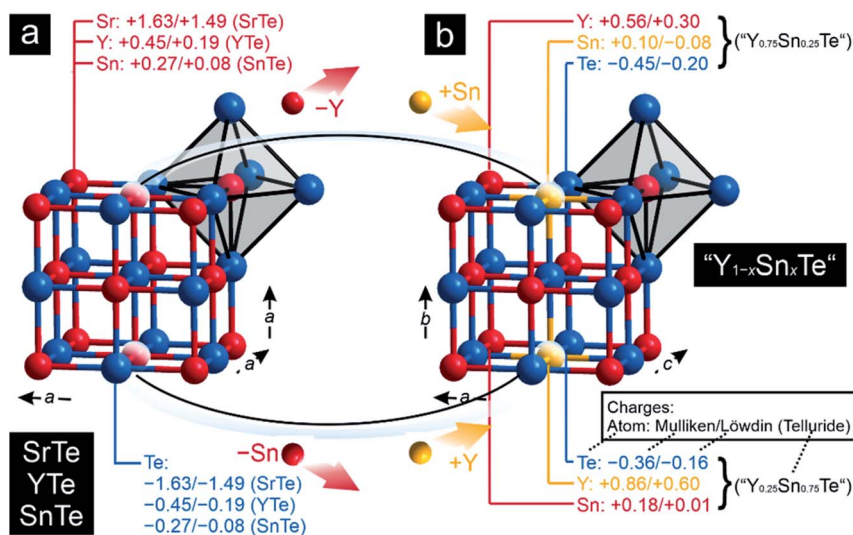 a
Sr: +1.63/+1.49 (SrTe)
Y: +0.45/+0.19 (YTe)
Sn: +0.27/+0.08 (SnTe)
−Y
+Sn
a
a
a
−Sn
+Y
SrTe
YTe
SnTe
Te:
−1.63/−1.49 (SrTe)
−0.45/−0.19 (YTe)
−0.27/−0.08 (SnTe)
b
Y: +0.56/+0.30
Sn: +0.10/−0.08
Te: −0.45/−0.20
(“Y0.75Sn0.25Te“)
“Y1−xSnxTe“
b
a
c
Charges:
Atom: Mulliken/Löwdin (Telluride)
Te: −0.36/−0.16
Y: +0.86/+0.60
Sn: +0.18/+0.01
(“Y0.25Sn0.75Te“)